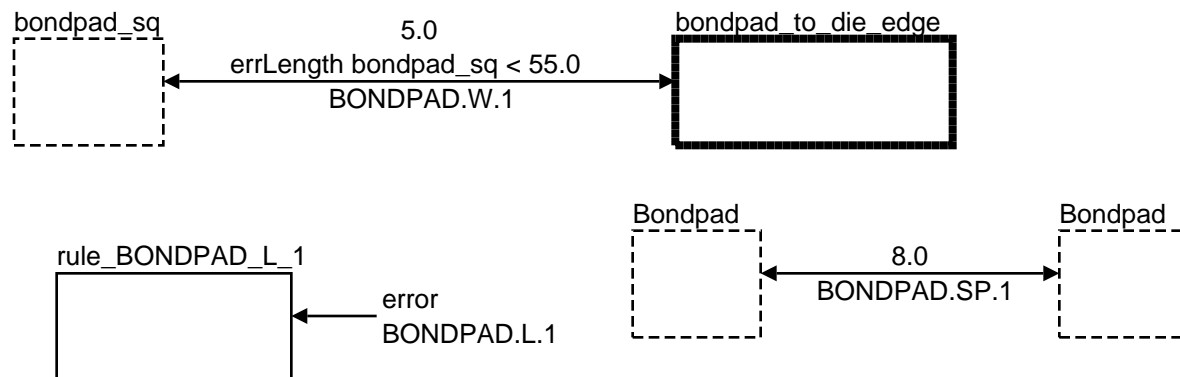 bondpad_sq
5.0
errLength bondpad_sq < 55.0
BONDPAD.W.1
bondpad_to_die_edge
rule_BONDPAD_L_1
error
BONDPAD.L.1
Bondpad
8.0
BONDPAD.SP.1
Bondpad